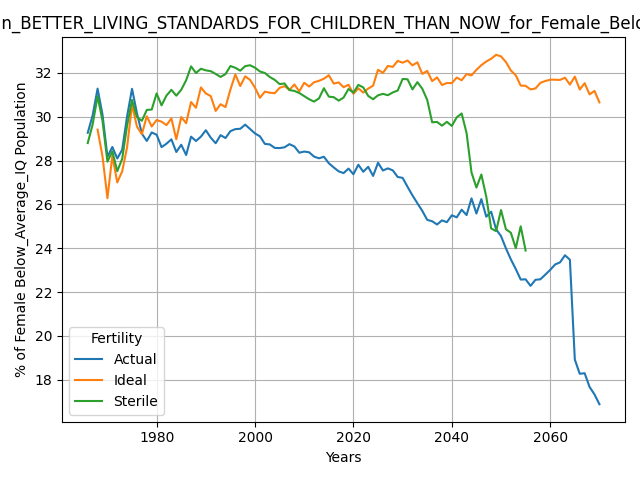 n_BETTER_LIVING_STANDARDS_FOR_CHILDREN_THAN_NOW_for_Female_Belo
% of Female Below_Average_IQ Population
32
30
28
26
24
22
20
18
Fertility
Actual
Ideal
Sterile
1980
2000
2020
2040
2060
Years